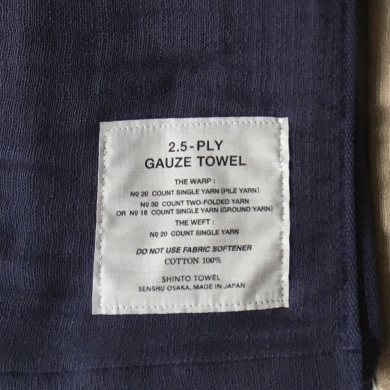 2.5-PLY
GAUZE TOWEL
THE WARP :
No 20 COUNT SINGLE YARN (PILE YARN)
No 30 COUNT TWO-FOLDED YARN
OR No 18 COUNT SINGLE YARN (GROUND YARN)
THE WEFT :
No 20 COUNT SINGLE YARN
DO NOT USE FABRIC SOFTENER
COTTON 100%
SHINTO TOWEL
SENSHU OSAKA, MADE IN JAPAN